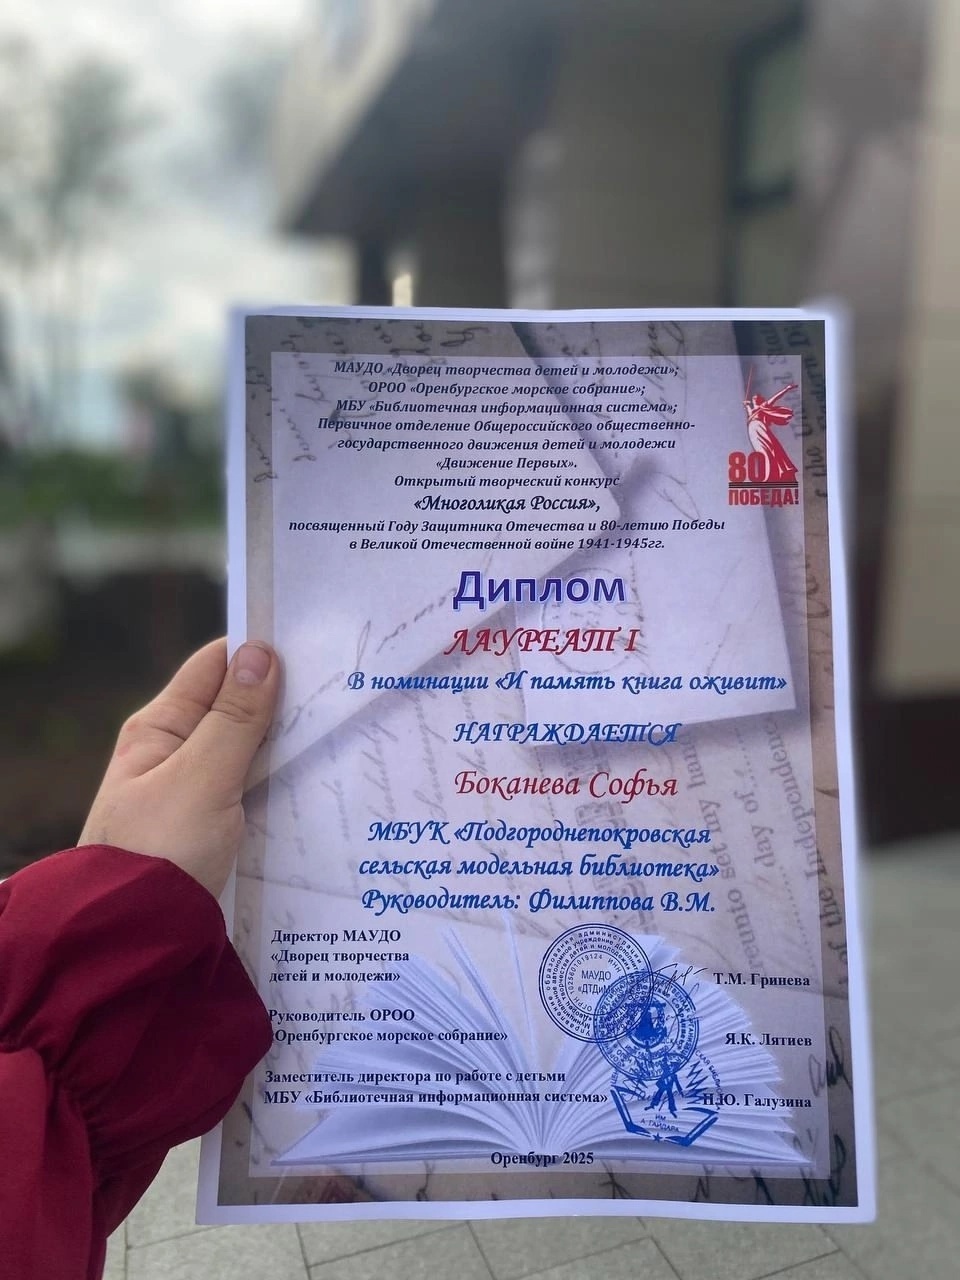 МАУДО «Дворец творчества детей и молодежи»;
ОРОО «Оренбургское морское собрание»;
МБУ «Библиотечная информационная система»;
Первичное отделение Общероссийского общественно-
государственного движения детей и молодежи
«Движение Первых».
Открытый творческий конкурс
«Многоликая Россия»,
посвященный Году Защитника Отечества и 80-летию Победы
в Великой Отечественной войне 1941-1945гг.
80
ПОБЕДА!
Диплом
ЛАУРЕАТ I
В номинации «И память книга оживит»
НАГРАЖДАЕТСЯ
Боканева Софья
МБУК «Подгороднепокровская
сельская модельная библиотека»
Руководитель: Филиппова В.М.
Директор МАУДО
«Дворец творчества
детей и молодежи»
Т.М. Гринева
МАУДО
«ДТДиМ»
Руководитель ОРОО
«Оренбургское морское собрание»
Я.К. Лятиев
Заместитель директора по работе с детьми
МБУ «Библиотечная информационная система»
Н.Ю. Галузина
ИМ.
А. ГАЙДАРА
Оренбург 2025